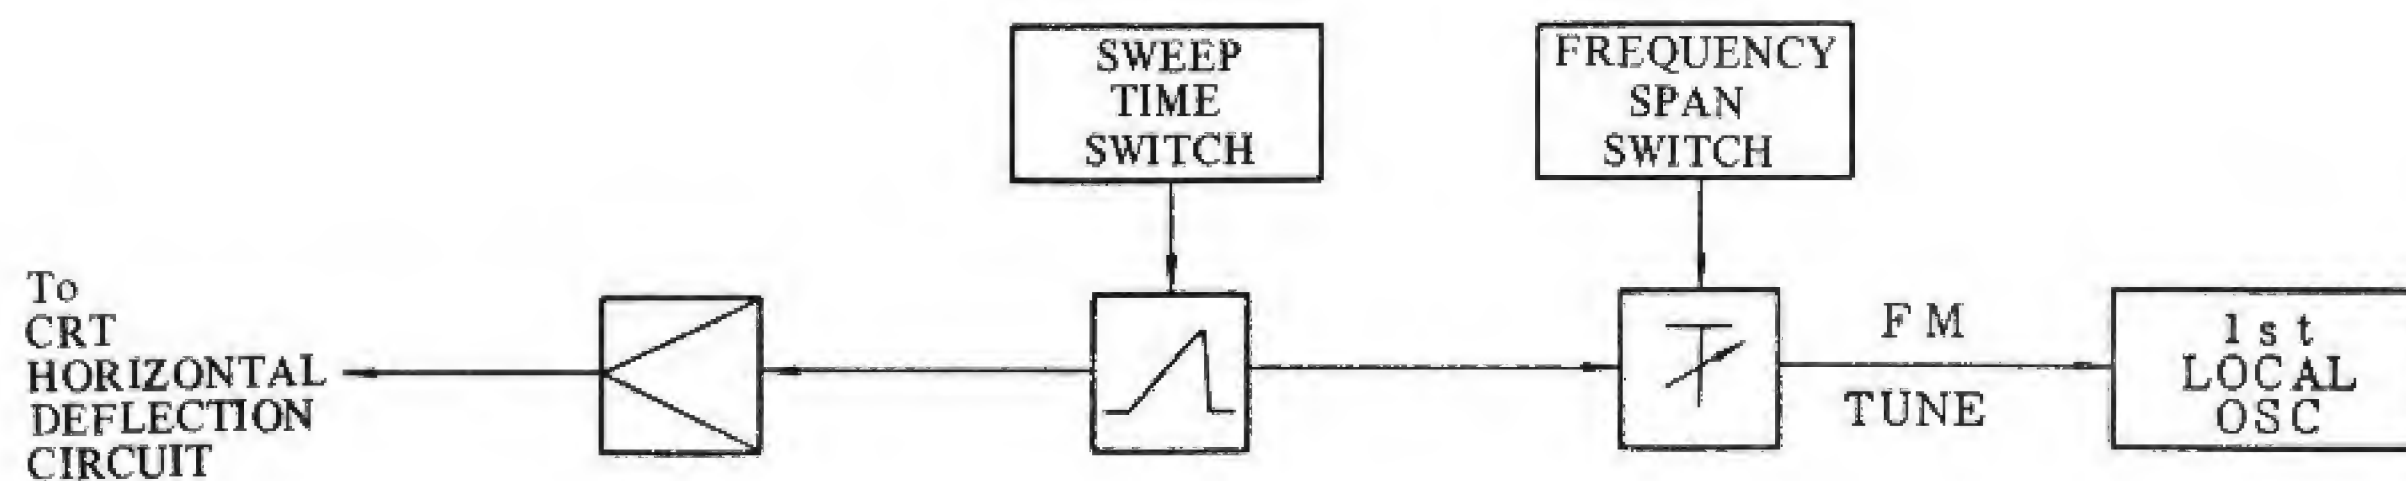 SWEEP
TIME
SWITCH
FREQUENCY
SPAN
SWITCH
To
CRT
HORIZONTAL
DEFLECTION
CIRCUIT
FM
TUNE
1st
LOCAL
OSC